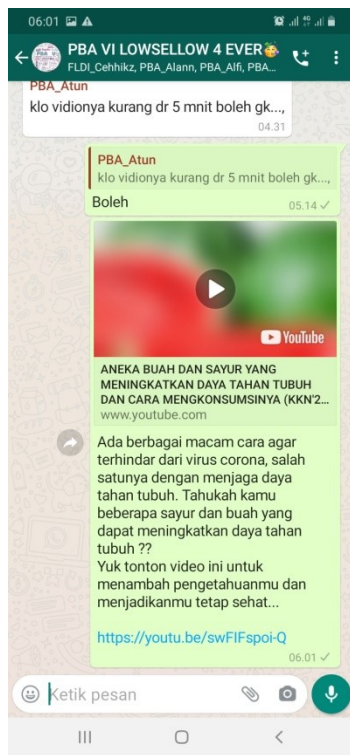 06:01
PBA VI LOWSELLOW 4 EVER
FLDI_Cehhikz, PBA_Alann, PBA_Alfi, PBA...
PBA_Atun
klo vidionya kurang dr 5 mnit boleh gk...,
04.31
PBA_Atun
klo vidionya kurang dr 5 mnit boleh gk...,
Boleh
05.14
YouTube
ANEKA BUAH DAN SAYUR YANG
MENINGKATKAN DAYA TAHAN TUBUH
DAN CARA MENGKONSUMSINYA (KKN'2...
www.youtube.com
Ada berbagai macam cara agar
terhindar dari virus corona, salah
satunya dengan menjaga daya
tahan tubuh. Tahukah kamu
beberapa sayur dan buah yang
dapat meningkatkan daya tahan
tubuh ??
Yuk tonton video ini untuk
menambah pengetahuanmu dan
menjadikanmu tetap sehat...
https://youtu.be/swFIFspoi-Q
06.01
Ketik pesan